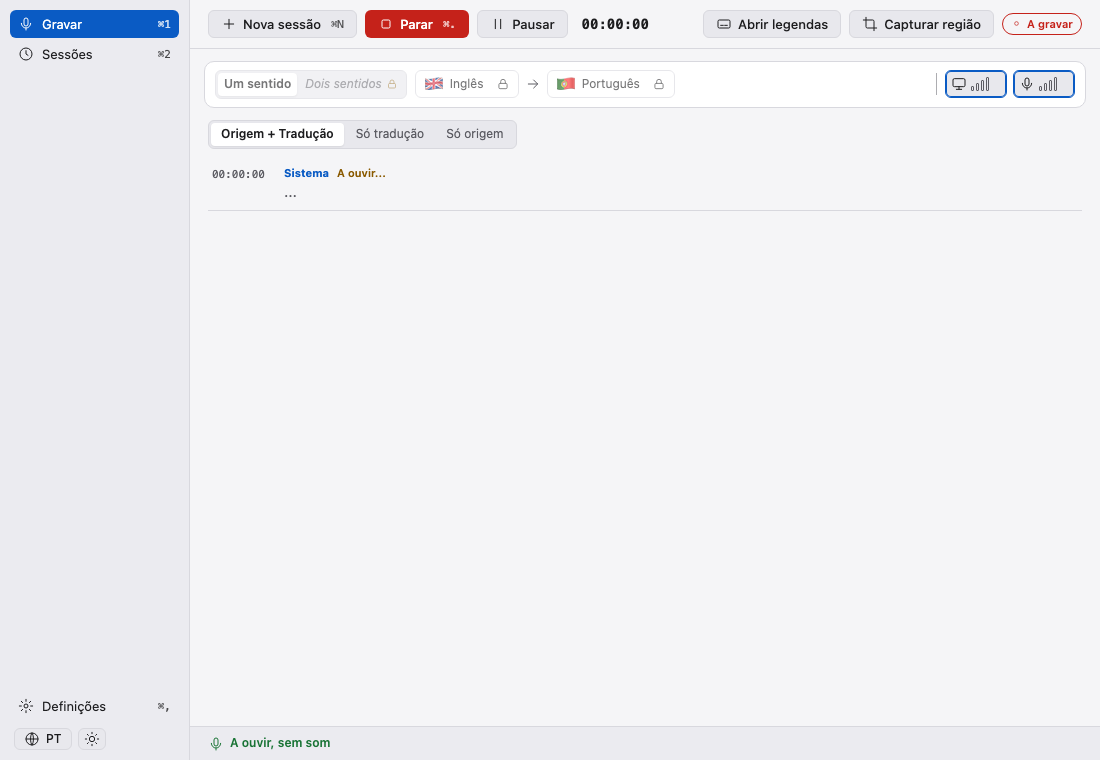 Gravar ⌘1
Sessões ⌘2
Nova sessão ⌘N
Parar ⌘.
Pausar
00:00:00
Abrir legendas
Capturar região
A gravar
Um sentido
Dois sentidos
Inglês
Português
Origem + Tradução
Só tradução
Só origem
00:00:00 Sistema A ouvir...
...
Definições ⌘,
PT
A ouvir, sem som